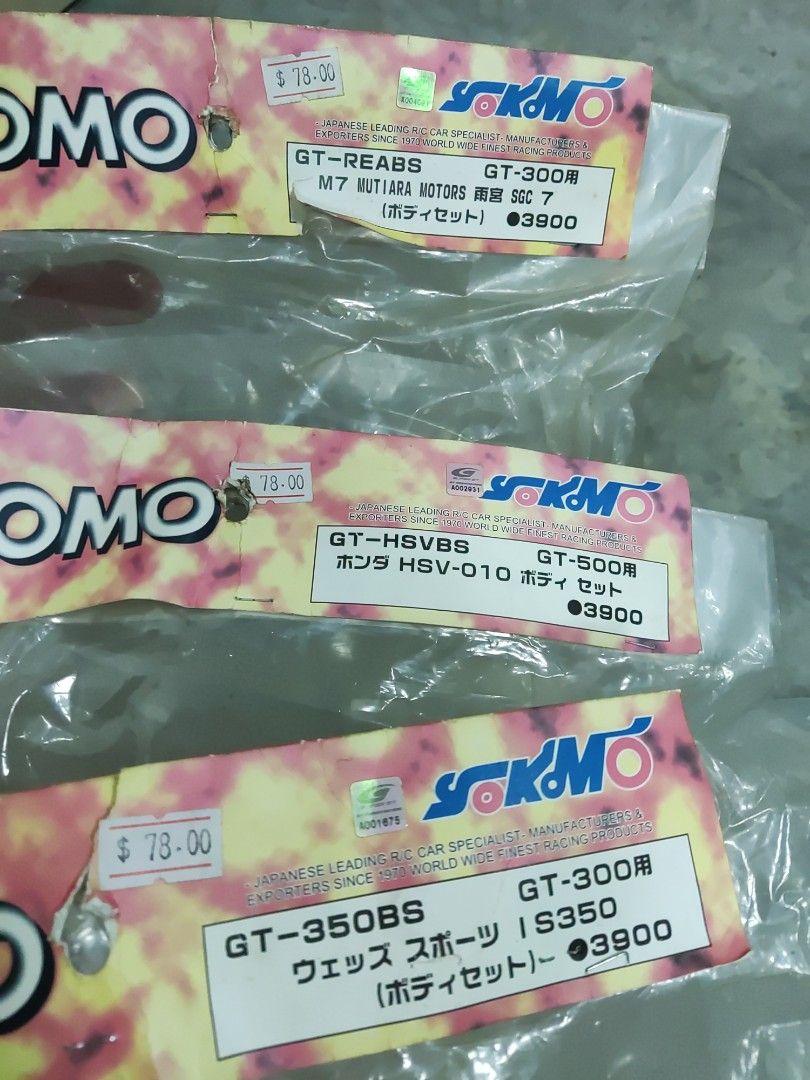 OMO
$ 78.00
A004091
YOKOMO
- JAPANESE LEADING R/C CAR SPECIALIST- MANUFACTURERS &
EXPORTERS SINCE 1970 WORLD WIDE FINEST RACING PRODUCTS
GT-REABS GT-300用
M7 MUTIARA MOTORS 雨宮 SGC 7
(ボディセット) ●3900
OMO
78.00
A002931
YOKOMO
- JAPANESE LEADING R/C CAR SPECIALIST- MANUFACTURERS &
EXPORTERS SINCE 1970 WORLD WIDE FINEST RACING PRODUCTS
GT-HSVBS GT-500用
ホンダ HSV-010 ボディ セット
●3900
$ 78.00
A001675
YOKOMO
- JAPANESE LEADING R/C CAR SPECIALIST- MANUFACTURERS &
EXPORTERS SINCE 1970 WORLD WIDE FINEST RACING PRODUCTS
GT-350BS GT-300用
ウェッズ スポーツ IS350
(ボディセット) ●3900